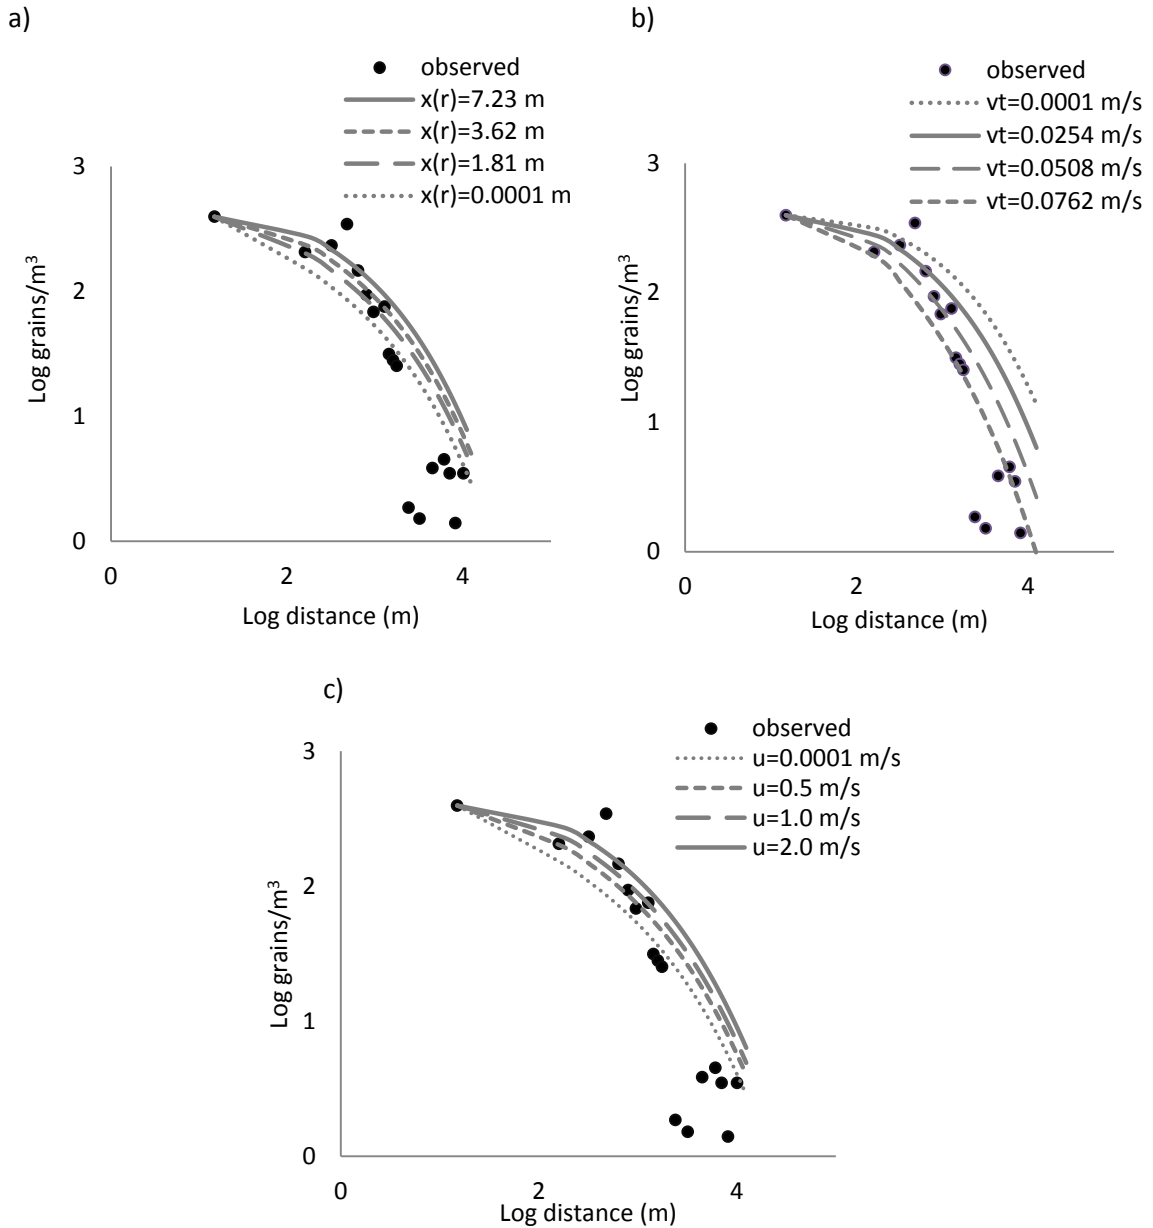 a)
observed
x(r)=7.23 m
x(r)=3.62 m
x(r)=1.81 m
x(r)=0.0001 m
3
2
1
0
0 2 4
Log grains/m³
Log distance (m)
b)
observed
vt=0.0001 m/s
vt=0.0254 m/s
vt=0.0508 m/s
vt=0.0762 m/s
3
2
1
0
0 2 4
Log grains/m³
Log distance (m)
c)
observed
u=0.0001 m/s
u=0.5 m/s
u=1.0 m/s
u=2.0 m/s
3
2
1
0
0 2 4
Log grains/m³
Log distance (m)